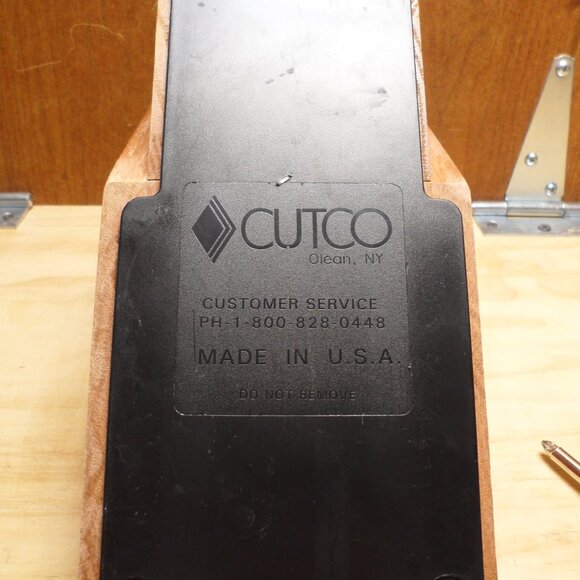 CUTCO
Olean, NY
CUSTOMER SERVICE
PH-1-800-828-0448
MADE IN U.S.A.
DO NOT REMOVE